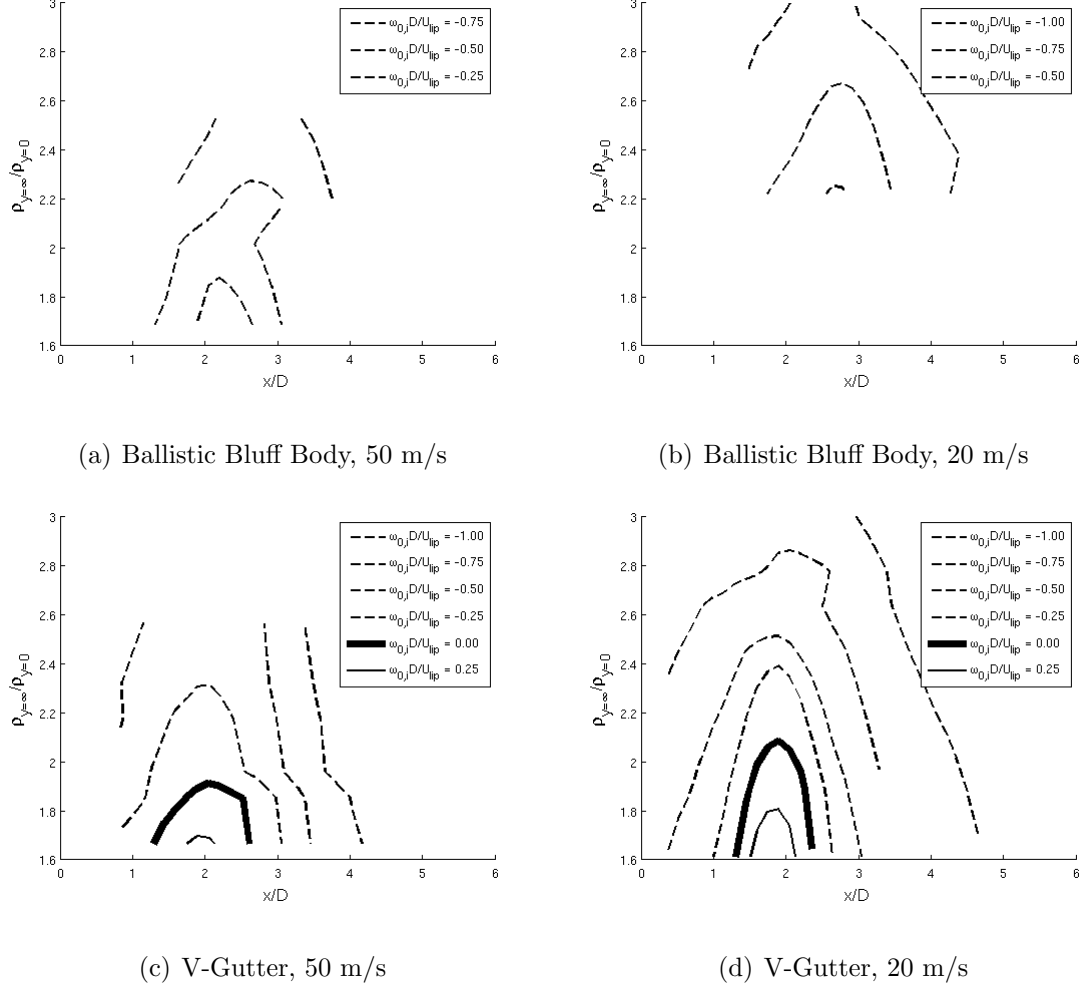 3
2.8
2.6
2.4
2.2
2
1.8
1.6
ρy=∞/ρy=0
0 1 2 3 4 5 6
x/D
ω0,iD/Ulip = -0.75
ω0,iD/Ulip = -0.50
ω0,iD/Ulip = -0.25
(a) Ballistic Bluff Body, 50 m/s
3
2.8
2.6
2.4
2.2
2
1.8
1.6
ρy=∞/ρy=0
0 1 2 3 4 5 6
x/D
ω0,iD/Ulip = -1.00
ω0,iD/Ulip = -0.75
ω0,iD/Ulip = -0.50
(b) Ballistic Bluff Body, 20 m/s
3
2.8
2.6
2.4
2.2
2
1.8
1.6
ρy=∞/ρy=0
0 1 2 3 4 5 6
x/D
ω0,iD/Ulip = -1.00
ω0,iD/Ulip = -0.75
ω0,iD/Ulip = -0.50
ω0,iD/Ulip = -0.25
ω0,iD/Ulip = 0.00
ω0,iD/Ulip = 0.25
(c) V-Gutter, 50 m/s
3
2.8
2.6
2.4
2.2
2
1.8
1.6
ρy=∞/ρy=0
0 1 2 3 4 5 6
x/D
ω0,iD/Ulip = -1.00
ω0,iD/Ulip = -0.75
ω0,iD/Ulip = -0.50
ω0,iD/Ulip = -0.25
ω0,iD/Ulip = 0.00
ω0,iD/Ulip = 0.25
(d) V-Gutter, 20 m/s